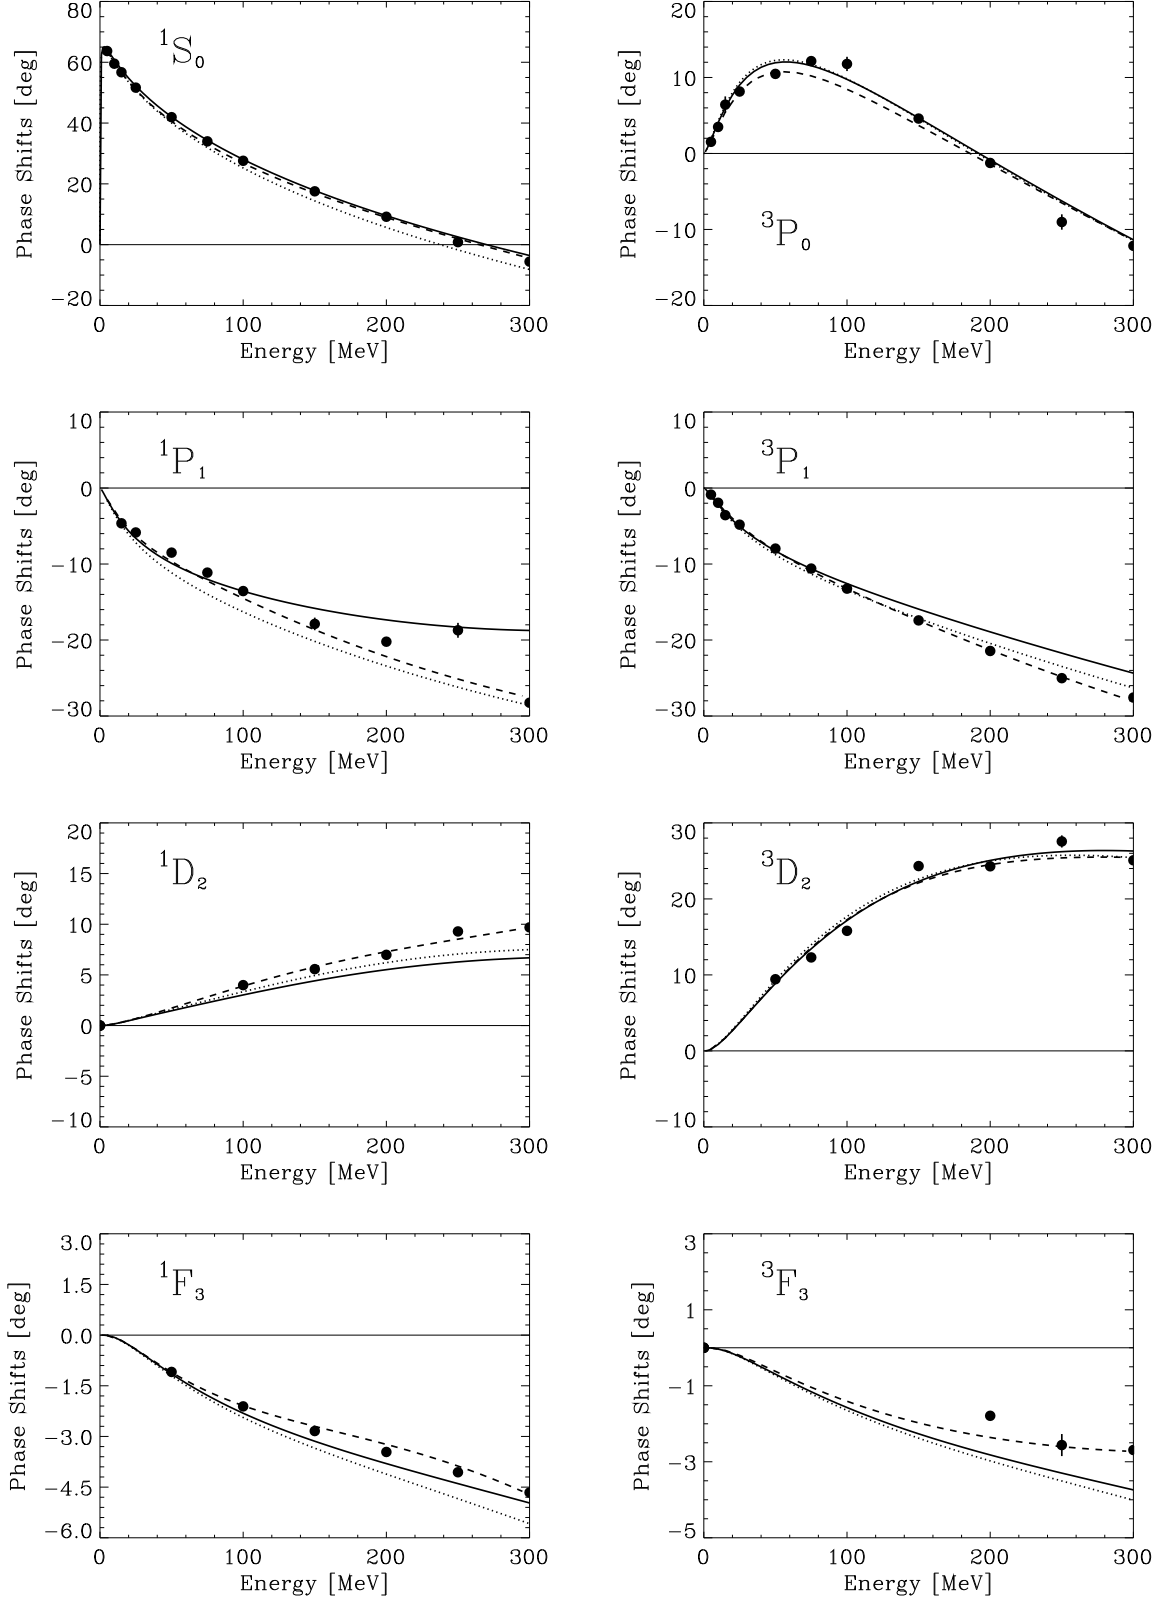 80
60
40
20
0
−20
Phase Shifts [deg]
¹S₀
0 100 200 300
Energy [MeV]
20
10
0
−10
−20
Phase Shifts [deg]
³P₀
0 100 200 300
Energy [MeV]
10
0
−10
−20
−30
Phase Shifts [deg]
¹P₁
0 100 200 300
Energy [MeV]
10
0
−10
−20
−30
Phase Shifts [deg]
³P₁
0 100 200 300
Energy [MeV]
20
15
10
5
0
−5
−10
Phase Shifts [deg]
¹D₂
0 100 200 300
Energy [MeV]
30
20
10
0
−10
Phase Shifts [deg]
³D₂
0 100 200 300
Energy [MeV]
3.0
1.5
0.0
−1.5
−3.0
−4.5
−6.0
Phase Shifts [deg]
¹F₃
0 100 200 300
Energy [MeV]
3
1
−1
−3
−5
Phase Shifts [deg]
³F₃
0 100 200 300
Energy [MeV]